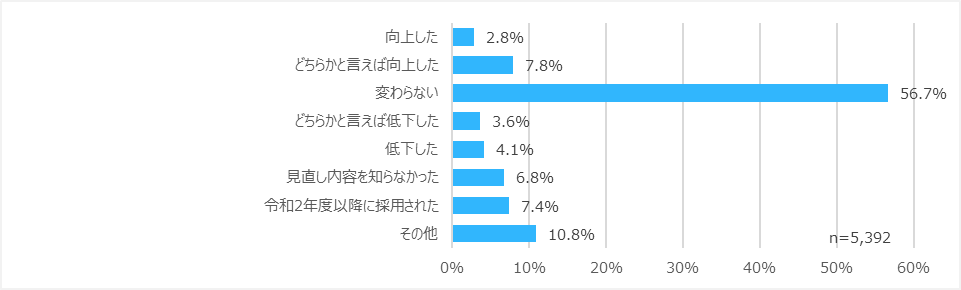 向上した 2.8%
どちらかと言えば向上した 7.8%
変わらない 56.7%
どちらかと言えば低下した 3.6%
低下した 4.1%
見直し内容を知らなかった 6.8%
令和2年度以降に採用された 7.4%
その他 10.8%
n=5,392
0% 10% 20% 30% 40% 50% 60%